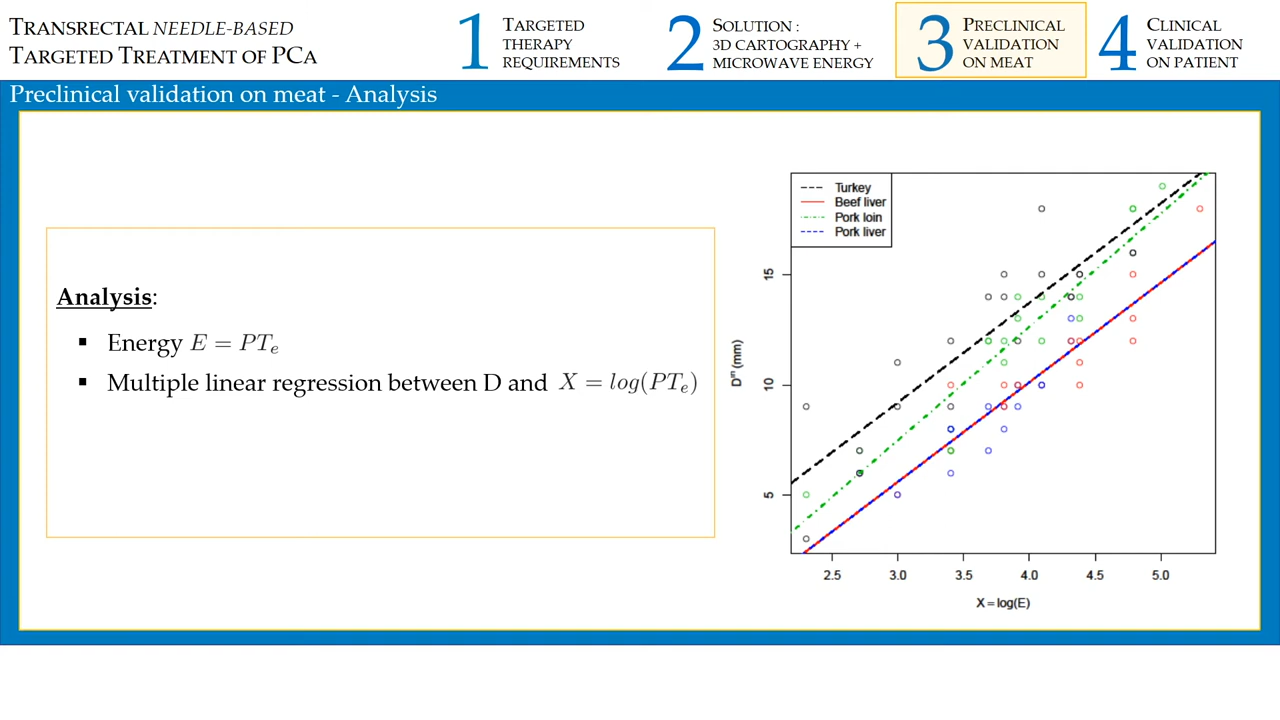 TRANSRECTAL NEEDLE-BASED
TARGETED TREATMENT OF PCA
1
TARGETED
THERAPY
REQUIREMENTS
2
SOLUTION :
3D CARTOGRAPHY +
MICROWAVE ENERGY
3
PRECLINICAL
VALIDATION
ON MEAT
4
CLINICAL
VALIDATION
ON PATIENT
Preclinical validation on meat - Analysis
Analysis:
▪ Energy E = PTₑ
▪ Multiple linear regression between D and X = log(PTₑ)
Turkey
Beef liver
Pork loin
Pork liver
Dᵐ (mm)
15
10
5
2.5 3.0 3.5 4.0 4.5 5.0
X = log(E)